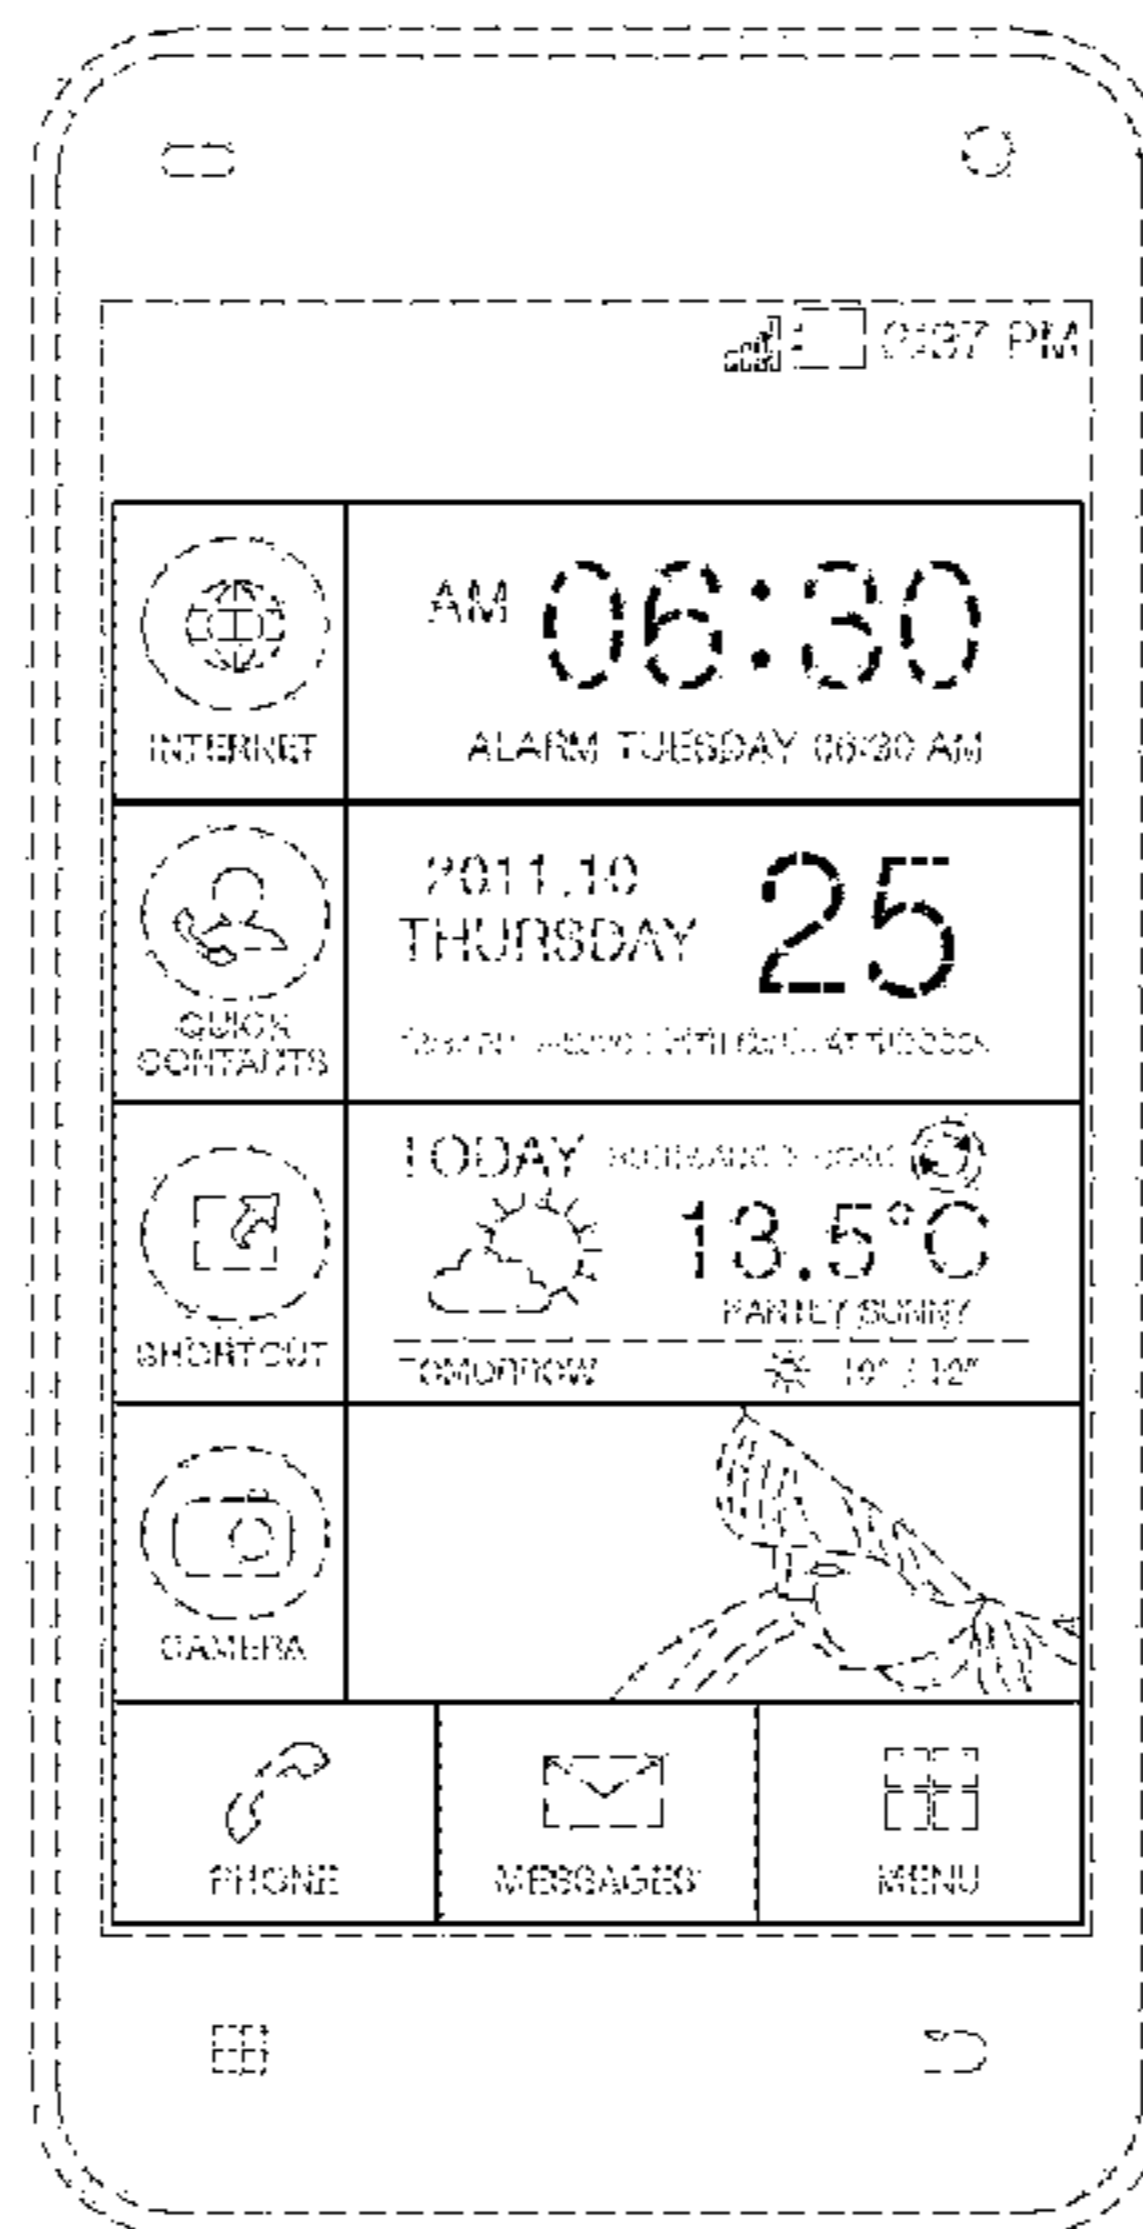 PM
AM 06:30
INTERNET
ALARM TUESDAY 06:30 AM
2011.10
THURSDAY
25
QUICK
CONTACTS
TODAY
13.5°C
SUNNY
SHORTCUT
TOMORROW
CAMERA
PHONE
MESSAGES
MENU